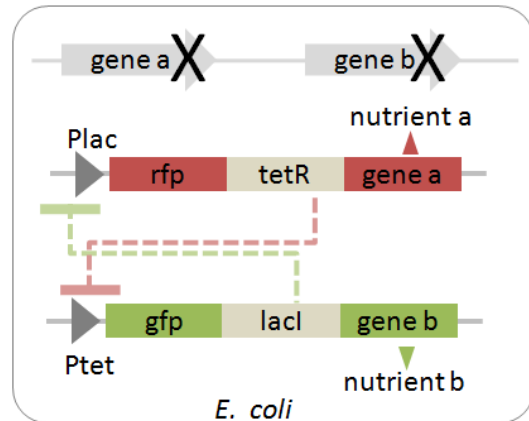 gene a gene b
nutrient a
Plac
rfp tetR gene a
gfp lacI gene b
Ptet
nutrient b
E. coli